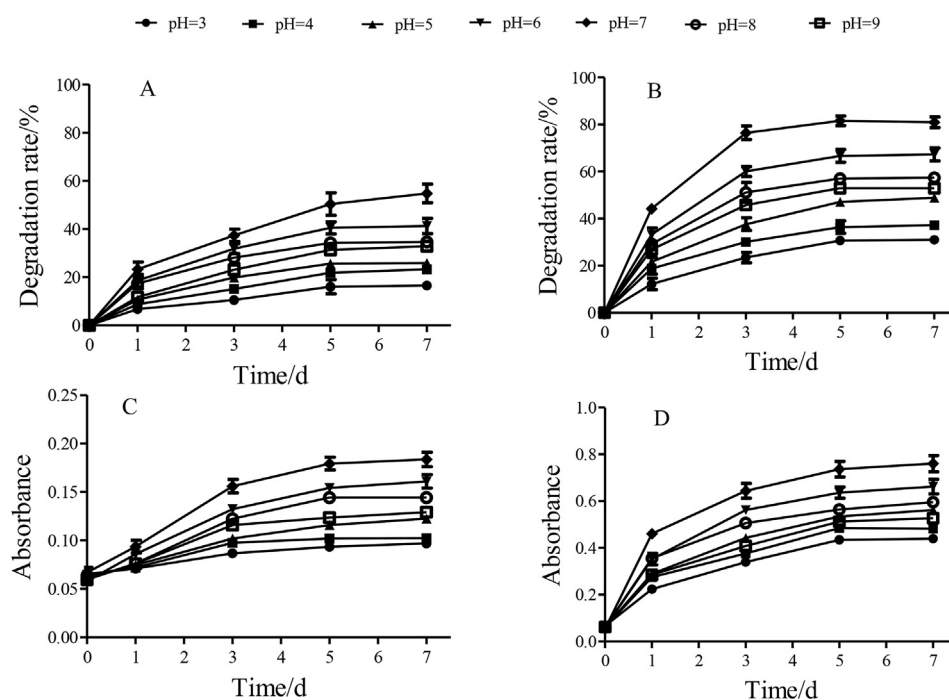 pH=3 pH=4 pH=5 pH=6 pH=7 pH=8 pH=9
A
100
80
60
40
20
0
Degradation rate/%
0 1 2 3 4 5 6 7
Time/d
B
100
80
60
40
20
0
Degradation rate/%
0 1 2 3 4 5 6 7
Time/d
C
0.25
0.20
0.15
0.10
0.05
0.00
Absorbance
0 1 2 3 4 5 6 7
Time/d
D
1.0
0.8
0.6
0.4
0.2
0.0
Absorbance
0 1 2 3 4 5 6 7
Time/d